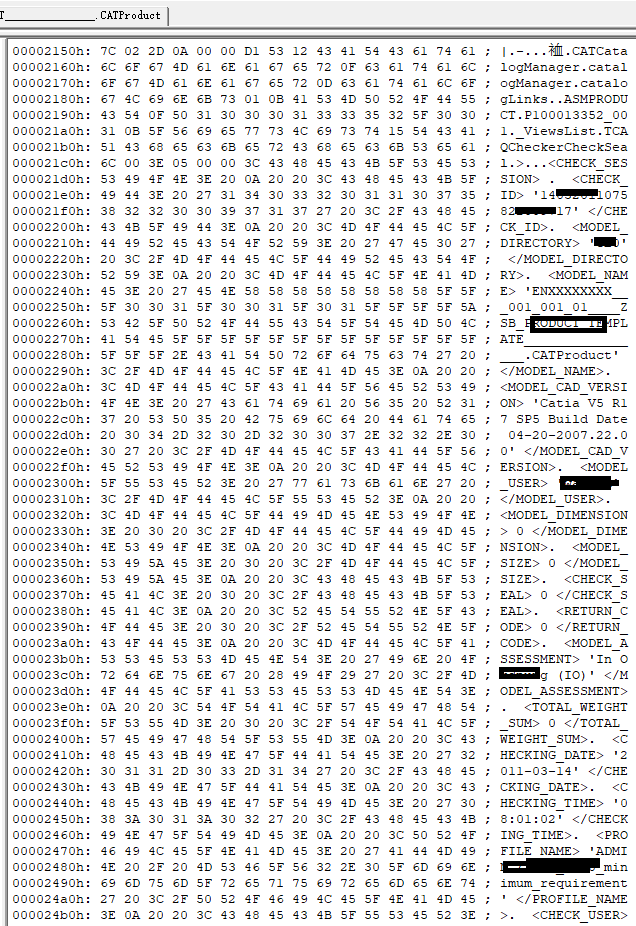 T_______________.CATProduct
00002150h: 7C 02 2D 0A 00 00 D1 53 12 43 41 54 43 61 74 61 ; |.-...裇.CATCata
00002160h: 6C 6F 67 4D 61 6E 61 67 65 72 0F 63 61 74 61 6C ; logManager.catal
00002170h: 6F 67 4D 61 6E 61 67 65 72 0D 63 61 74 61 6C 6F ; ogManager.catalo
00002180h: 67 4C 69 6E 6B 73 01 0B 41 53 4D 50 52 4F 44 55 ; gLinks..ASMPRODU
00002190h: 43 54 0F 50 31 30 30 30 31 33 33 35 32 5F 30 30 ; CT.P100013352_00
000021a0h: 31 0B 5F 56 69 65 77 73 4C 69 73 74 15 54 43 41 ; 1._ViewsList.TCA
000021b0h: 51 43 68 65 63 6B 65 72 43 68 65 63 6B 53 65 61 ; QCheckerCheckSea
000021c0h: 6C 00 3E 05 00 00 3C 43 48 45 43 4B 5F 53 45 53 ; l.>...<CHECK_SES
000021d0h: 53 49 4F 4E 3E 0A 20 20 3C 43 48 45 43 4B 5F ; SION>.  <CHECK_
000021e0h: 49 44 3E 20 27 31 34 30 33 32 30 31 31 30 37 35 ; ID> '14 11075
000021f0h: 38 32 32 30 30 39 37 31 37 27 20 3C 2F 43 48 45 ; 82 17' </CHE
00002200h: 43 4B 5F 49 44 3E 0A 20 20 3C 4D 4F 44 45 4C 5F ; CK_ID>.  <MODEL_
00002210h: 44 49 52 45 43 54 4F 52 59 3E 20 27 47 45 30 27 ; DIRECTORY> ' '
00002220h: 20 3C 2F 4D 4F 44 45 4C 5F 44 49 52 45 43 54 4F ;  </MODEL_DIRECTO
00002230h: 52 59 3E 0A 20 20 3C 4D 4F 44 45 4C 5F 4E 41 4D ; RY>.  <MODEL_NAM
00002240h: 45 3E 20 27 45 4E 58 58 58 58 58 58 58 58 5F 5F ; E> 'ENXXXXXXXX__
00002250h: 5F 30 30 31 5F 30 30 31 5F 30 31 5F 5F 5F 5F 5A ; _001_001_01____Z
00002260h: 53 42 5F 50 52 4F 44 55 43 54 5F 54 45 4D 50 4C ; SB_PRODUCT_TEMPL
00002270h: 41 54 45 5F 5F 5F 5F 5F 5F 5F 5F 5F 5F 5F 5F 5F ; ATE_____________
00002280h: 5F 5F 5F 2E 43 41 54 50 72 6F 64 75 63 74 27 20 ; ___.CATProduct'
00002290h: 3C 2F 4D 4F 44 45 4C 5F 4E 41 4D 45 3E 0A 20 20 ; </MODEL_NAME>.
000022a0h: 3C 4D 4F 44 45 4C 5F 43 41 44 5F 56 45 52 53 49 ; <MODEL_CAD_VERSI
000022b0h: 4F 4E 3E 20 27 43 61 74 69 61 20 56 35 20 52 31 ; ON> 'Catia V5 R1
000022c0h: 37 20 53 50 35 20 42 75 69 6C 64 20 44 61 74 65 ; 7 SP5 Build Date
000022d0h: 20 30 34 2D 32 30 2D 32 30 30 37 2E 32 32 2E 30 ;  04-20-2007.22.0
000022e0h: 30 27 20 3C 2F 4D 4F 44 45 4C 5F 43 41 44 5F 56 ; 0' </MODEL_CAD_V
000022f0h: 45 52 53 49 4F 4E 3E 0A 20 20 3C 4D 4F 44 45 4C ; ERSION>.  <MODEL
00002300h: 5F 55 53 45 52 3E 20 27 77 61 73 6B 61 6E 27 20 ; _USER> '
00002310h: 3C 2F 4D 4F 44 45 4C 5F 55 53 45 52 3E 0A 20 20 ; </MODEL_USER>.
00002320h: 3C 4D 4F 44 45 4C 5F 44 49 4D 45 4E 53 49 4F 4E ; <MODEL_DIMENSION
00002330h: 3E 20 30 20 3C 2F 4D 4F 44 45 4C 5F 44 49 4D 45 ; > 0 </MODEL_DIME
00002340h: 4E 53 49 4F 4E 3E 0A 20 20 3C 4D 4F 44 45 4C 5F ; NSION>.  <MODEL_
00002350h: 53 49 5A 45 3E 20 30 20 3C 2F 4D 4F 44 45 4C 5F ; SIZE> 0 </MODEL_
00002360h: 53 49 5A 45 3E 0A 20 20 3C 43 48 45 43 4B 5F 53 ; SIZE>.  <CHECK_S
00002370h: 45 41 4C 3E 20 30 20 3C 2F 43 48 45 43 4B 5F 53 ; EAL> 0 </CHECK_S
00002380h: 45 41 4C 3E 0A 20 20 3C 52 45 54 55 52 4E 5F 43 ; EAL>.  <RETURN_C
00002390h: 4F 44 45 3E 20 30 20 3C 2F 52 45 54 55 52 4E 5F ; ODE> 0 </RETURN_
000023a0h: 43 4F 44 45 3E 0A 20 20 3C 4D 4F 44 45 4C 5F 41 ; CODE>.  <MODEL_A
000023b0h: 53 53 45 53 53 4D 45 4E 54 3E 20 27 49 6E 20 4F ; SSESSMENT> 'In O
000023c0h: 72 64 6E 75 6E 67 20 28 49 4F 29 27 20 3C 2F 4D ; g (IO)' </M
000023d0h: 4F 44 45 4C 5F 41 53 53 45 53 53 4D 45 4E 54 3E ; ODEL_ASSESSMENT>
000023e0h: 0A 20 20 3C 54 4F 54 41 4C 5F 57 45 49 47 48 54 ; .  <TOTAL_WEIGHT
000023f0h: 5F 53 55 4D 3E 20 30 20 3C 2F 54 4F 54 41 4C 5F ; _SUM> 0 </TOTAL_
00002400h: 57 45 49 47 48 54 5F 53 55 4D 3E 0A 20 20 3C 43 ; WEIGHT_SUM>.  <C
00002410h: 48 45 43 4B 49 4E 47 5F 44 41 54 45 3E 20 27 32 ; HECKING_DATE> '2
00002420h: 30 31 31 2D 30 33 2D 31 34 27 20 3C 2F 43 48 45 ; 011-03-14' </CHE
00002430h: 43 4B 49 4E 47 5F 44 41 54 45 3E 0A 20 20 3C 43 ; CKING_DATE>.  <C
00002440h: 48 45 43 4B 49 4E 47 5F 54 49 4D 45 3E 20 27 30 ; HECKING_TIME> '0
00002450h: 38 3A 30 31 3A 30 32 27 20 3C 2F 43 48 45 43 4B ; 8:01:02' </CHECK
00002460h: 49 4E 47 5F 54 49 4D 45 3E 0A 20 20 3C 50 52 4F ; ING_TIME>.  <PRO
00002470h: 46 49 4C 45 5F 4E 41 4D 45 3E 20 27 41 44 4D 49 ; FILE_NAME> 'ADMI
00002480h: 4E 20 2F 20 4D 53 46 5F 56 32 2E 30 5F 6D 69 6E ; _min
00002490h: 69 6D 75 6D 5F 72 65 71 75 69 72 65 6D 65 6E 74 ; imum_requirement
000024a0h: 27 20 3C 2F 50 52 4F 46 49 4C 45 5F 4E 41 4D 45 ; ' </PROFILE_NAME
000024b0h: 3E 0A 20 20 3C 43 48 45 43 4B 5F 55 53 45 52 3E ; >.  <CHECK_USER>